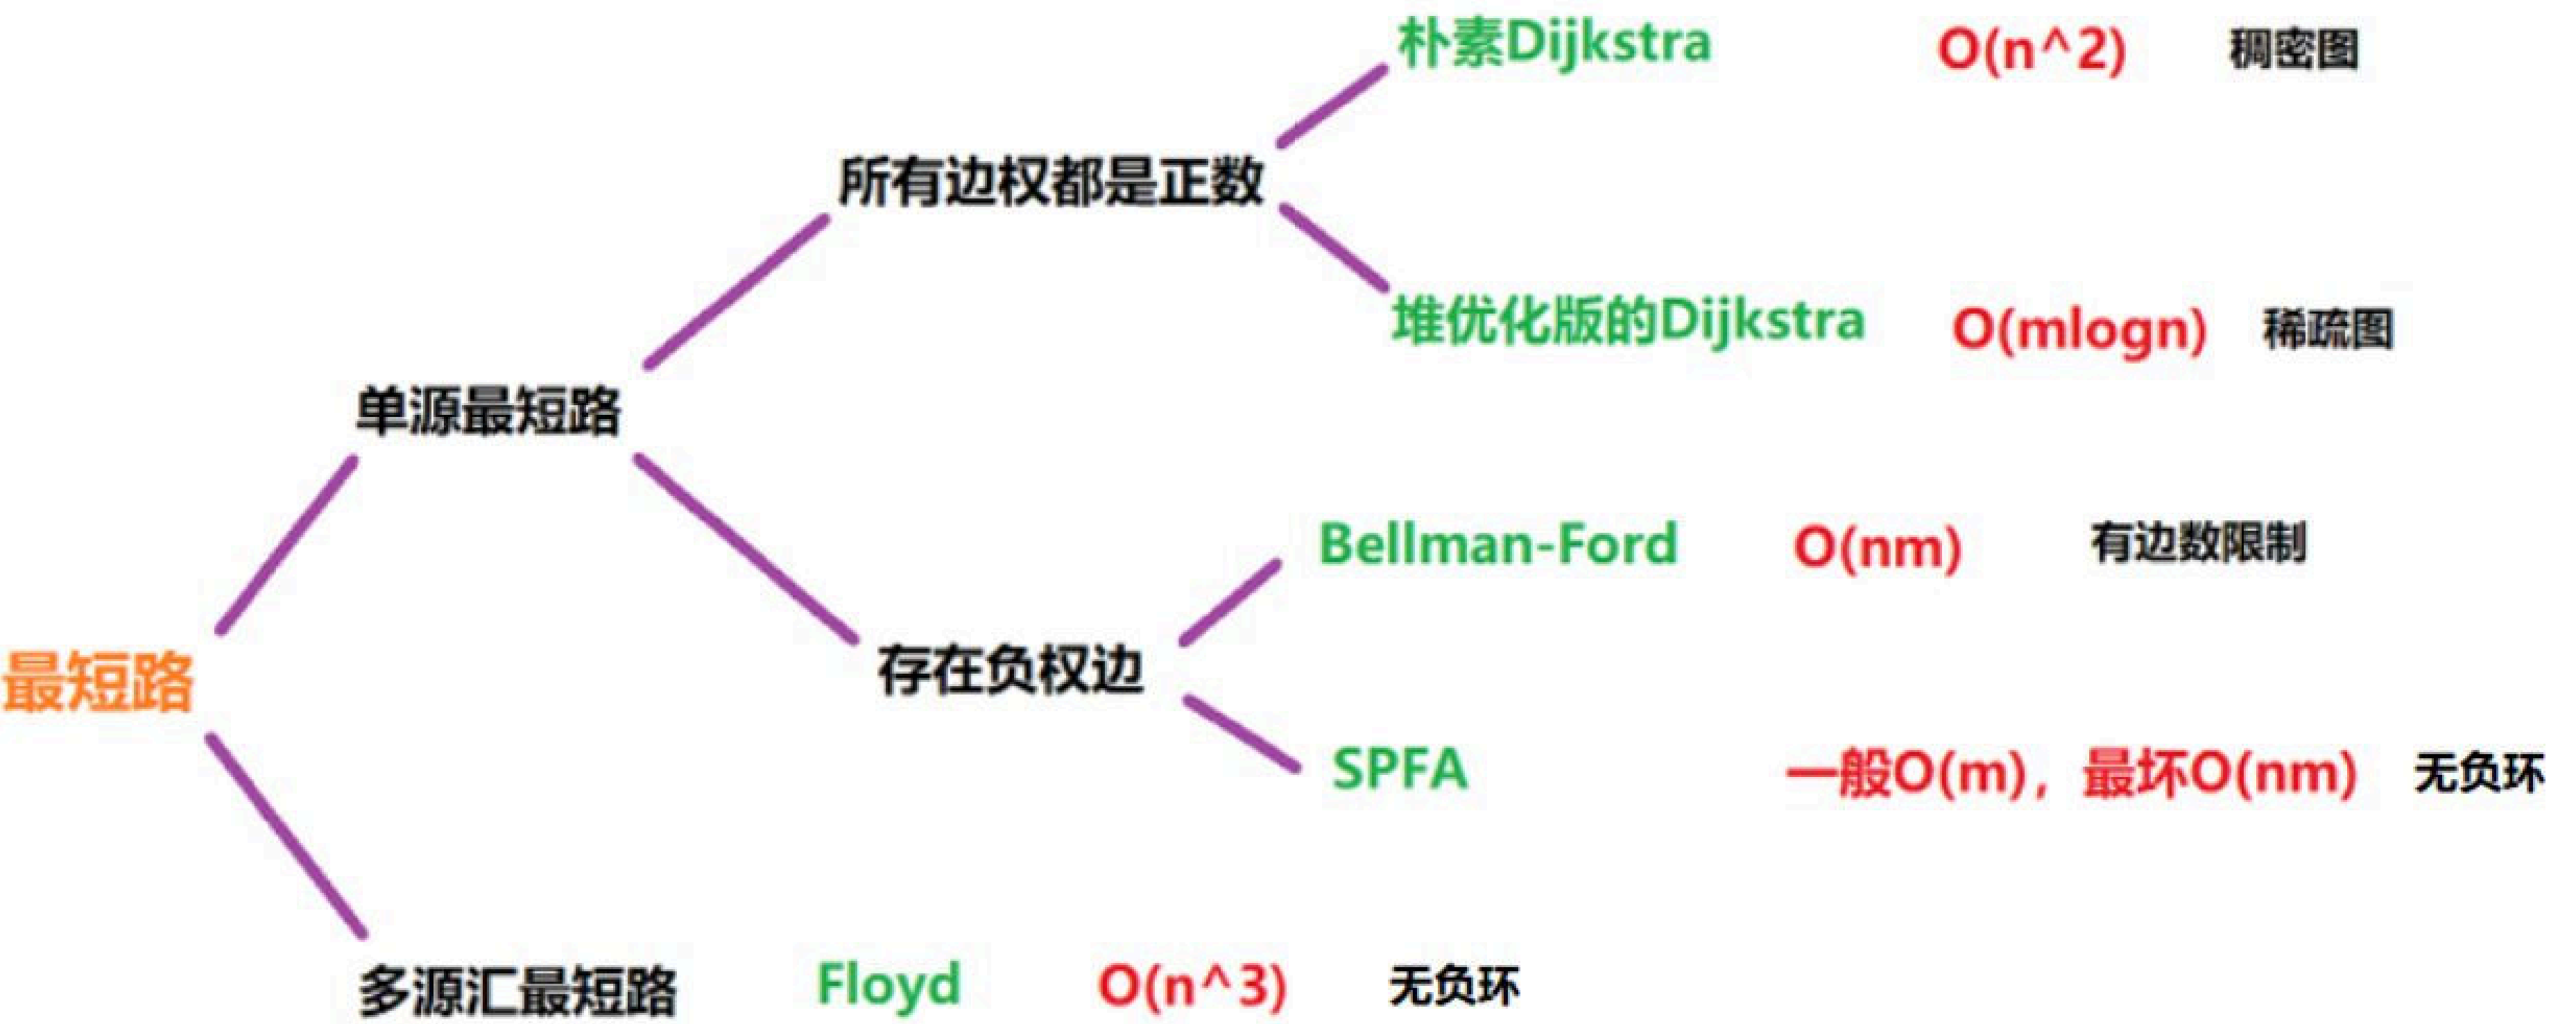 朴素Dijkstra O(n^2) 稠密图
所有边权都是正数
堆优化版的Dijkstra O(mlogn) 稀疏图
单源最短路
Bellman-Ford O(nm) 有边数限制
存在负权边
最短路
SPFA 一般O(m)，最坏O(nm) 无负环
多源汇最短路 Floyd O(n^3) 无负环